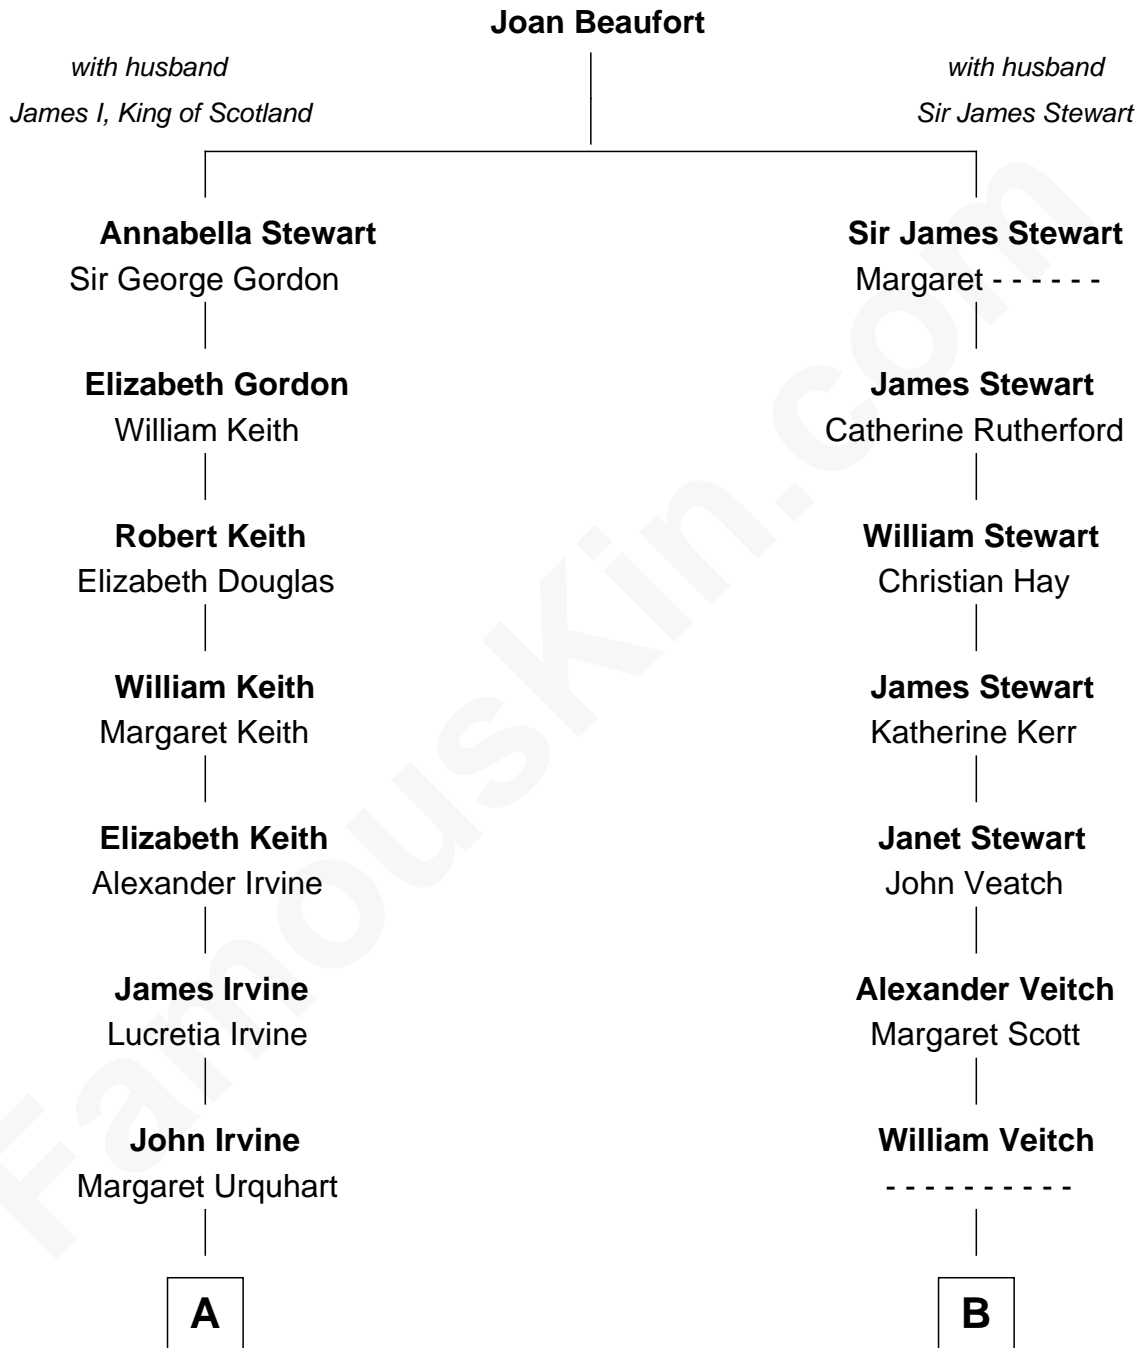 Joan Beaufort
with husband
James I, King of Scotland
with husband
Sir James Stewart
Annabella Stewart
Sir George Gordon
Sir James Stewart
Margaret - - - - - -
Elizabeth Gordon
William Keith
James Stewart
Catherine Rutherford
Robert Keith
Elizabeth Douglas
William Stewart
Christian Hay
William Keith
Margaret Keith
James Stewart
Katherine Kerr
Elizabeth Keith
Alexander Irvine
Janet Stewart
John Veatch
James Irvine
Lucretia Irvine
Alexander Veitch
Margaret Scott
John Irvine
Margaret Urquhart
William Veitch
- - - - - - - - - -
A
B
FamousKin.com